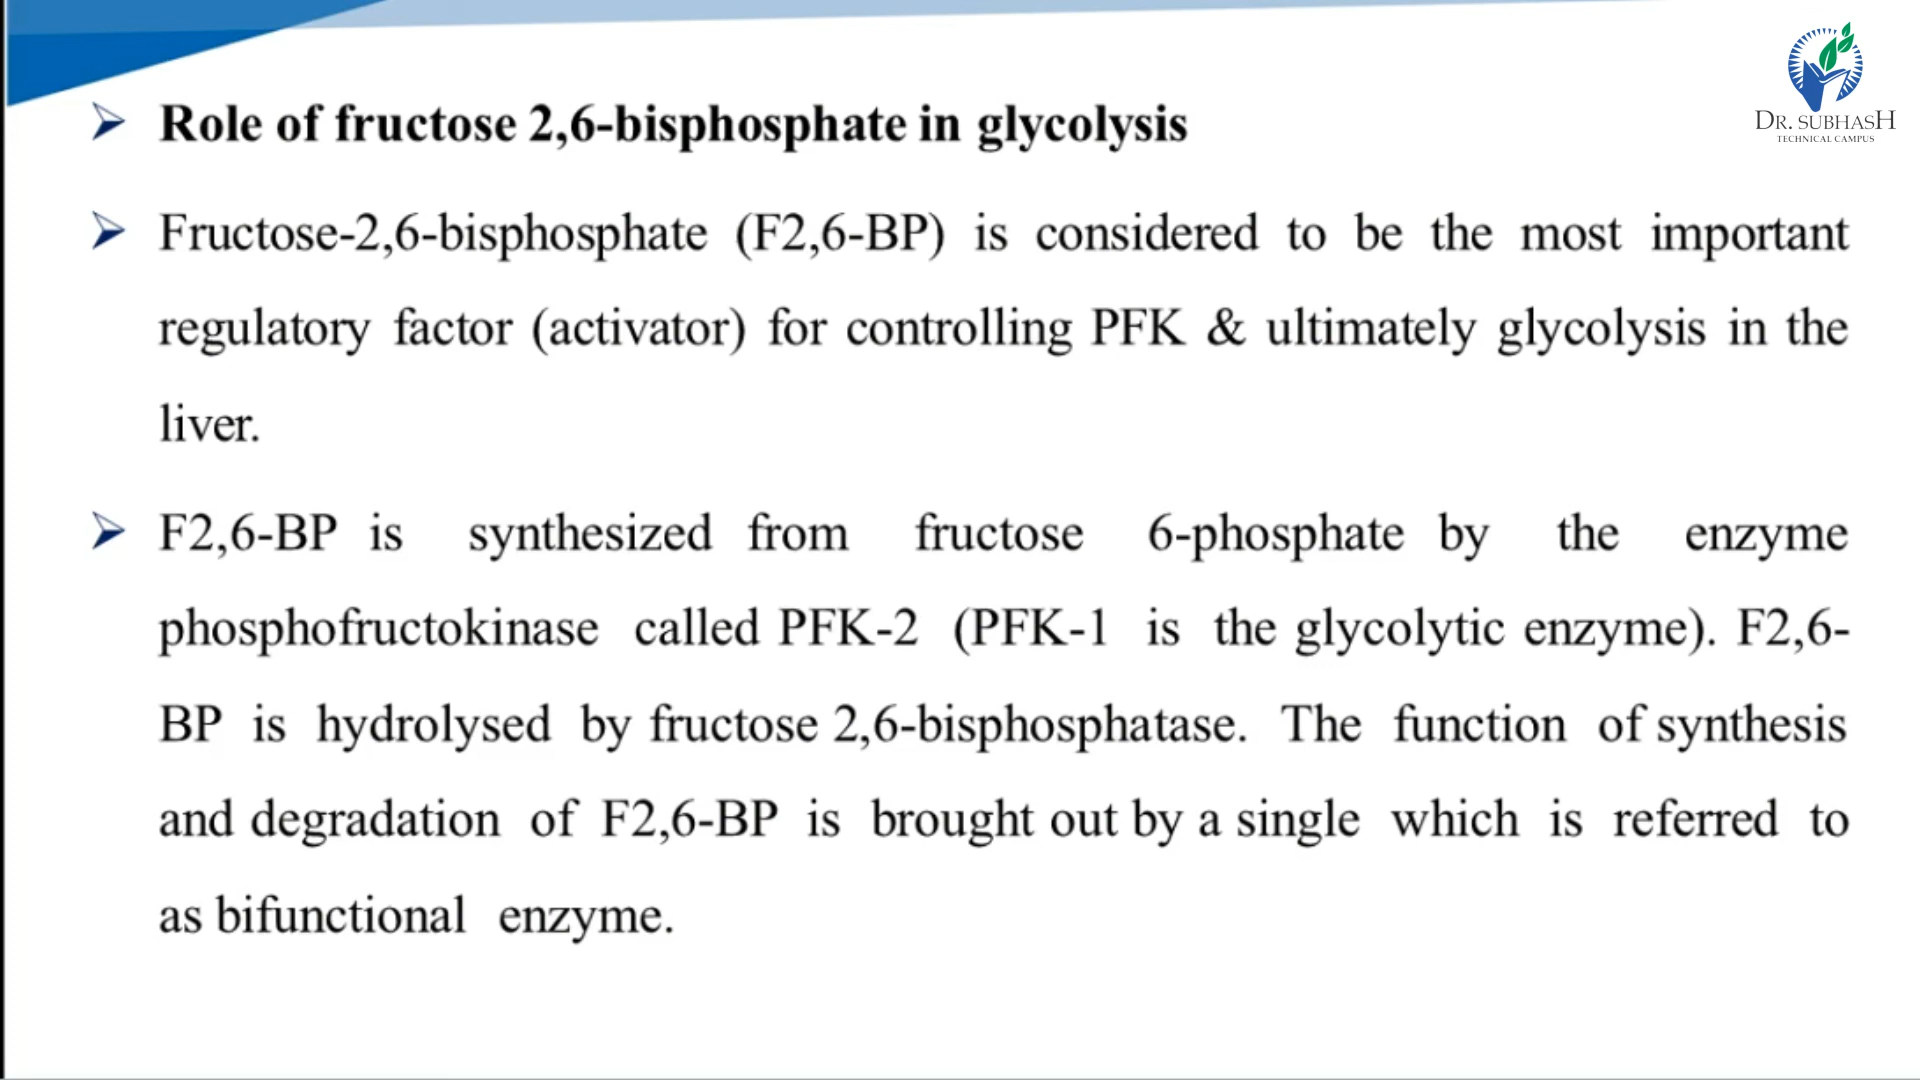 DR. SUBHASH
TECHNICAL CAMPUS
Role of fructose 2,6-bisphosphate in glycolysis
Fructose-2,6-bisphosphate (F2,6-BP) is considered to be the most important
regulatory factor (activator) for controlling PFK & ultimately glycolysis in the
liver.
F2,6-BP is synthesized from fructose 6-phosphate by the enzyme
phosphofructokinase called PFK-2 (PFK-1 is the glycolytic enzyme). F2,6-
BP is hydrolysed by fructose 2,6-bisphosphatase. The function of synthesis
and degradation of F2,6-BP is brought out by a single which is referred to
as bifunctional enzyme.